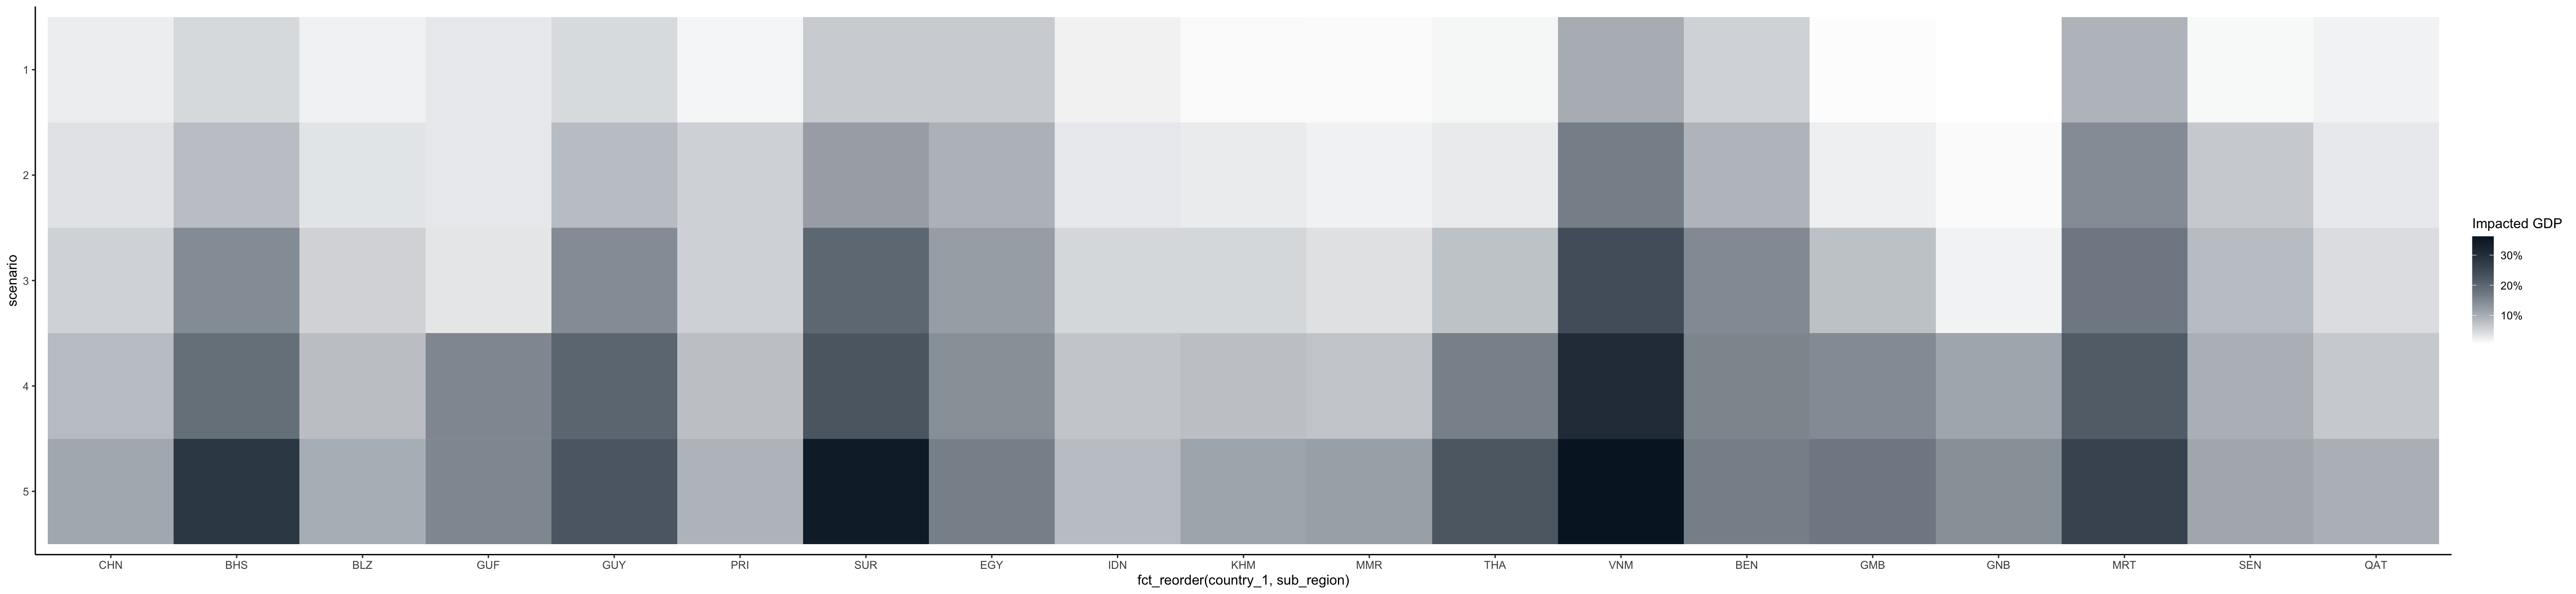 scenario
1
2
3
4
5
CHN BHS BLZ GUF GUY PRI SUR EGY IDN KHM MMR THA VNM BEN GMB GNB MRT SEN QAT
fct_reorder(country_1, sub_region)
Impacted GDP
30%
20%
10%